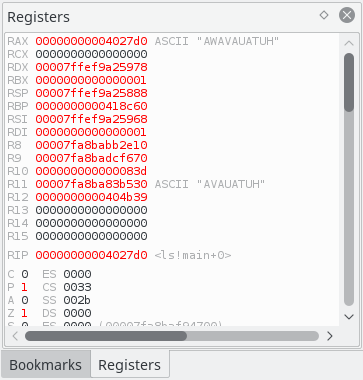 Registers
RAX 00000000004027d0 ASCII "AWAVAUATUH"
RCX 0000000000000000
RDX 00007ffef9a25978
RBX 0000000000000001
RSP 00007ffef9a25888
RBP 0000000000418c60
RSI 00007ffef9a25968
RDI 0000000000000001
R8 00007fa8babb2e10
R9 00007fa8badcf670
R10 000000000000083d
R11 00007fa8ba83b530 ASCII "AVAUATUH"
R12 0000000000404b39
R13 0000000000000000
R14 0000000000000000
R15 0000000000000000
RIP 00000000004027d0 <ls!main+0>
C 0 ES 0000
P 1 CS 0033
A 0 SS 002b
Z 1 DS 0000
S 0 FS 0000 (00007fa8baf94700)
Bookmarks Registers